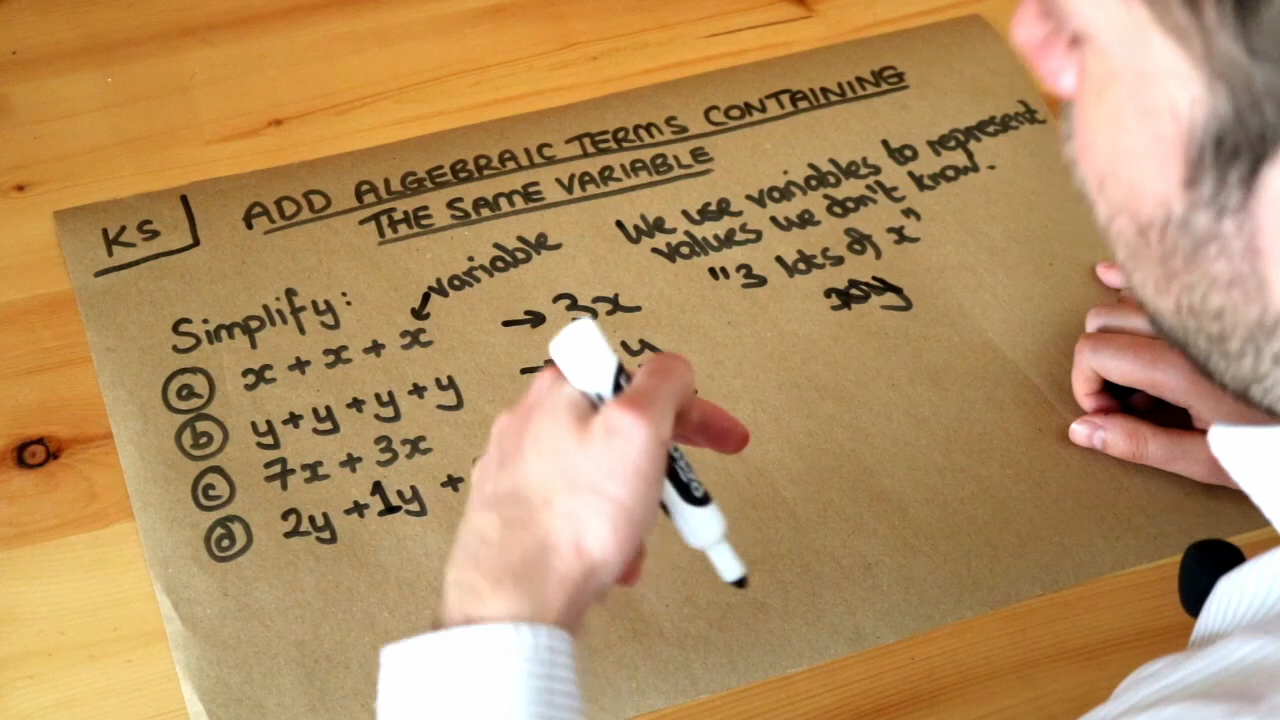 KS
ADD ALGEBRAIC TERMS CONTAINING
THE SAME VARIABLE
variable
We use variables to represent
values we don't know.
"3 lots of x"
Simplify:
a x + x + x → 3x
b y + y + y + y → y
c 7x + 3x
d 2y + 1y +